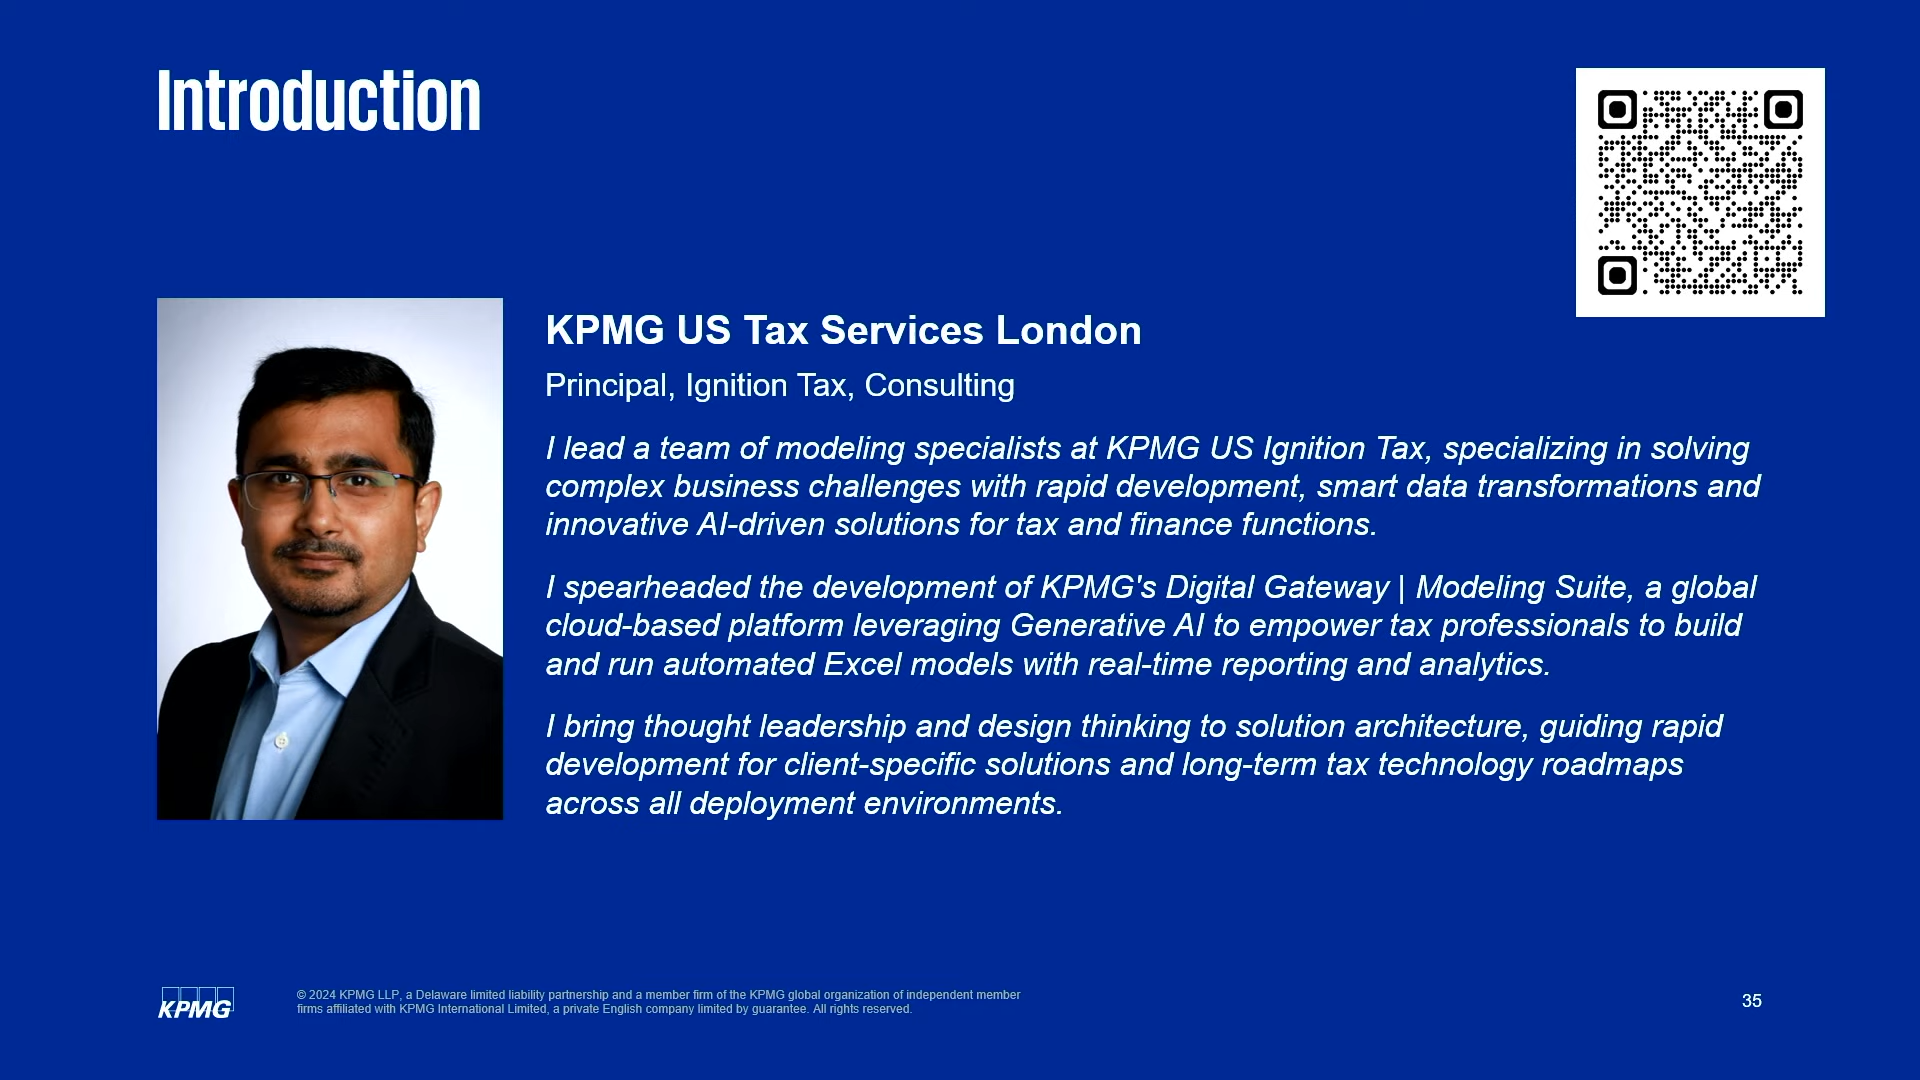 Introduction
KPMG US Tax Services London
Principal, Ignition Tax, Consulting
I lead a team of modeling specialists at KPMG US Ignition Tax, specializing in solving
complex business challenges with rapid development, smart data transformations and
innovative AI-driven solutions for tax and finance functions.
I spearheaded the development of KPMG's Digital Gateway | Modeling Suite, a global
cloud-based platform leveraging Generative AI to empower tax professionals to build
and run automated Excel models with real-time reporting and analytics.
I bring thought leadership and design thinking to solution architecture, guiding rapid
development for client-specific solutions and long-term tax technology roadmaps
across all deployment environments.
KPMG
© 2024 KPMG LLP, a Delaware limited liability partnership and a member firm of the KPMG global organization of independent member
firms affiliated with KPMG International Limited, a private English company limited by guarantee. All rights reserved.
35